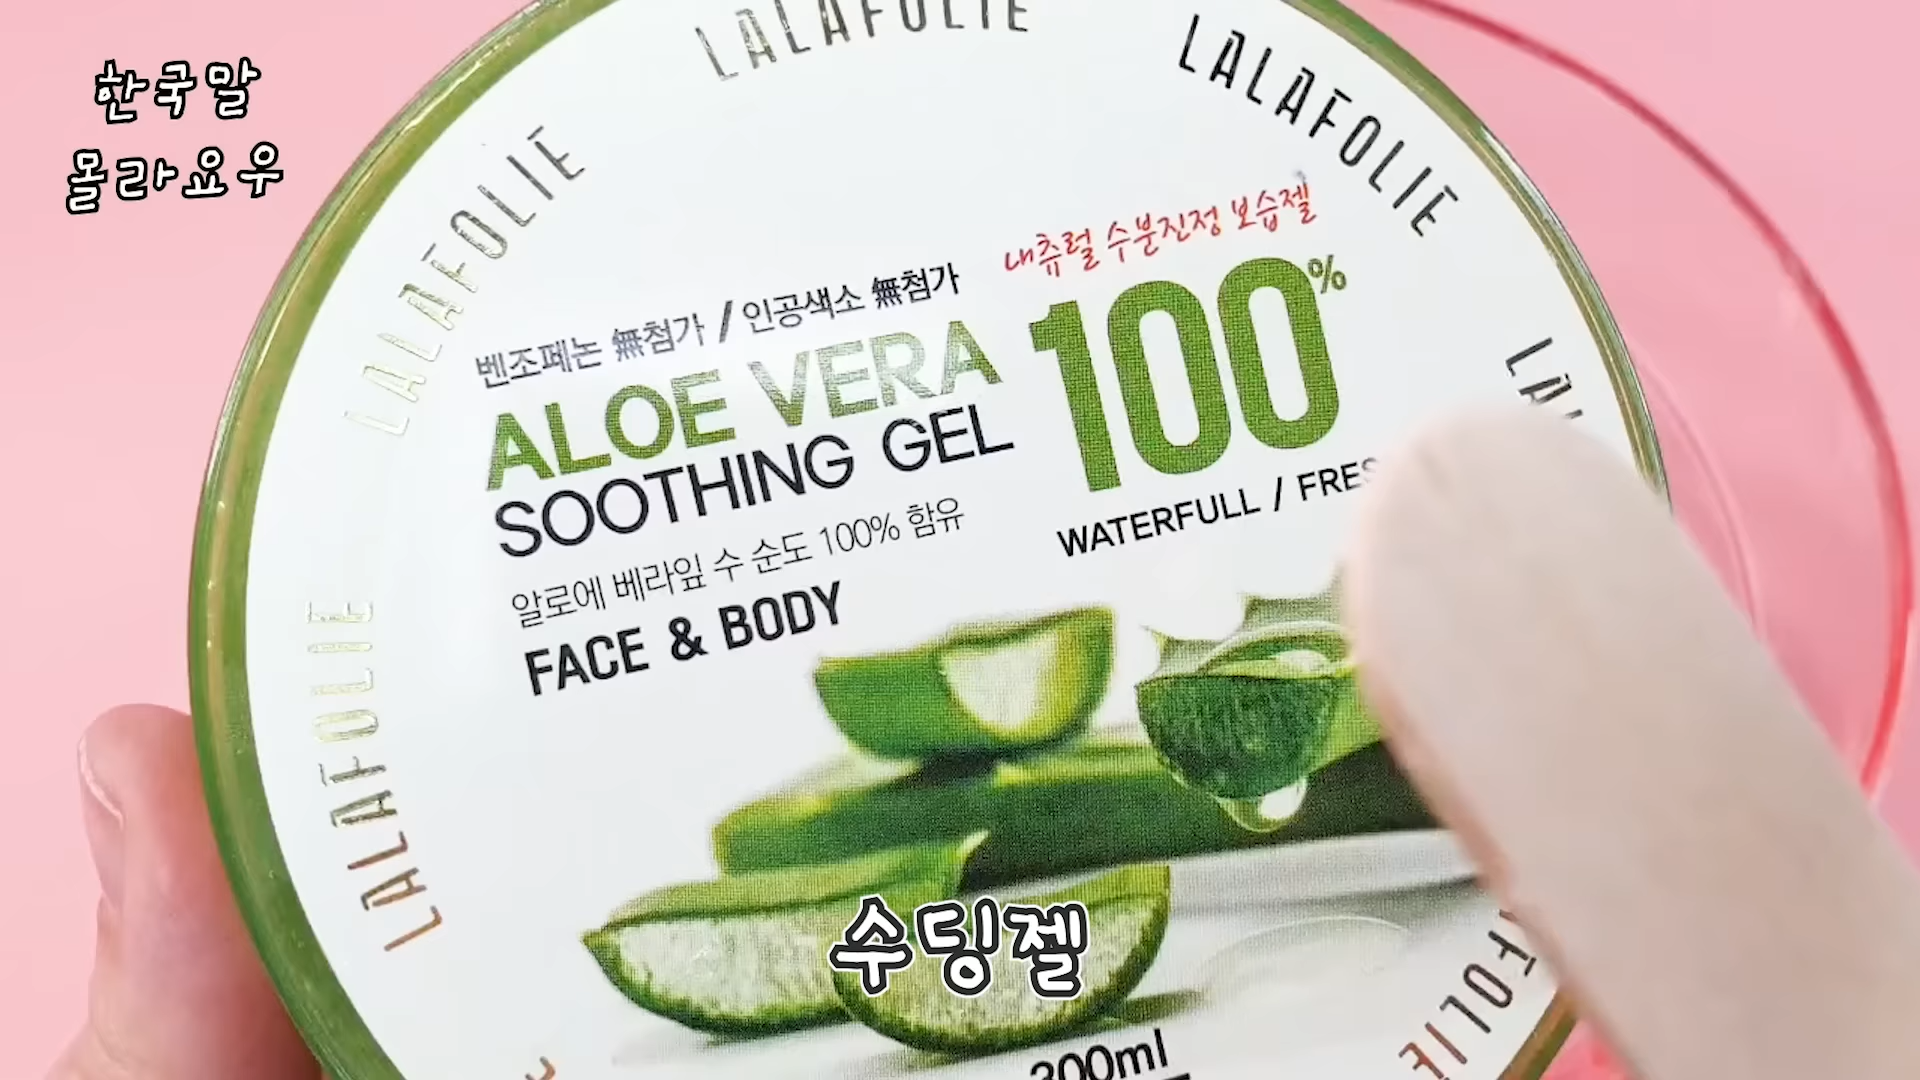 한국말
몰라요우
LALAFOLIE
LALAFOLIE
LALAFOLIE
LALAFOLIE
내츄럴 수분진정 보습젤
벤조페논 無첨가 / 인공색소 無첨가
ALOE VERA
100%
SOOTHING GEL
WATERFULL /
알로에 베라잎 수 순도 100% 함유
FACE & BODY
수딩젤
300ml